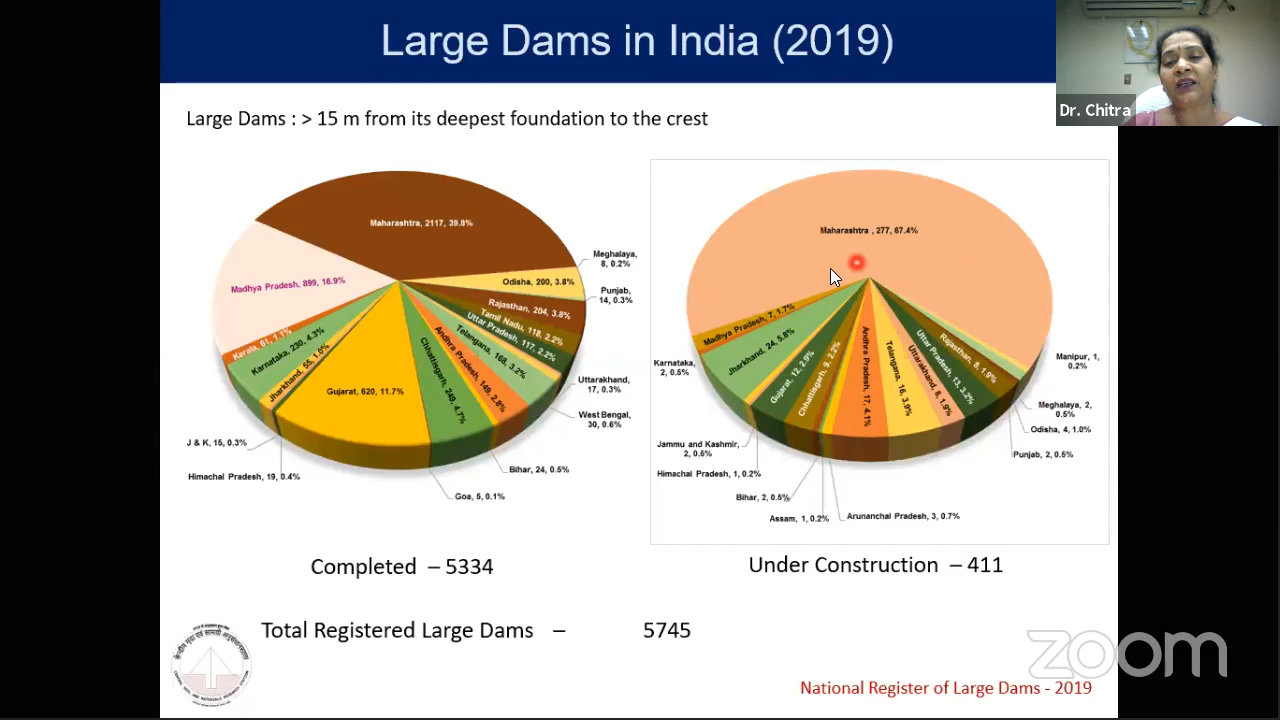 Large Dams in India (2019)
Dr. Chitra
Large Dams : > 15 m from its deepest foundation to the crest
Maharashtra, 2117, 39.8%
Meghalaya,
8, 0.2%
Odisha, 200, 3.8%
Punjab,
14, 0.3%
Rajasthan, 204, 3.8%
Tamil Nadu, 118, 2.2%
Uttar Pradesh, 117, 2.2%
Telangana, 168, 3.2%
Uttarakhand,
17, 0.3%
West Bengal,
30, 0.6%
Andhra Pradesh, 149, 2.8%
Bihar, 24, 0.5%
Chhattisgarh, 249, 4.7%
Goa, 5, 0.1%
Gujarat, 620, 11.7%
Himachal Pradesh, 19, 0.4%
J & K, 15, 0.3%
Jharkhand, 55, 1.0%
Karnataka, 230, 4.3%
Kerala, 61, 1.1%
Madhya Pradesh, 899, 16.9%
Maharashtra , 277, 67.4%
Manipur, 1,
0.2%
Meghalaya, 2,
0.5%
Odisha, 4, 1.0%
Punjab, 2, 0.5%
Rajasthan, 8, 1.9%
Uttar Pradesh, 13, 3.2%
Uttarakhand, 8, 1.9%
Telangana, 16, 3.9%
Andhra Pradesh, 17, 4.1%
Arunanchal Pradesh, 3, 0.7%
Assam, 1, 0.2%
Bihar, 2, 0.5%
Chhattisgarh, 9, 2.2%
Gujarat, 12, 2.9%
Himachal Pradesh, 1, 0.2%
Jammu and Kashmir,
2, 0.5%
Jharkhand, 24, 5.8%
Karnataka,
2, 0.5%
Madhya Pradesh, 7, 1.7%
Completed – 5334
Under Construction – 411
Total Registered Large Dams – 5745
National Register of Large Dams - 2019
zoom